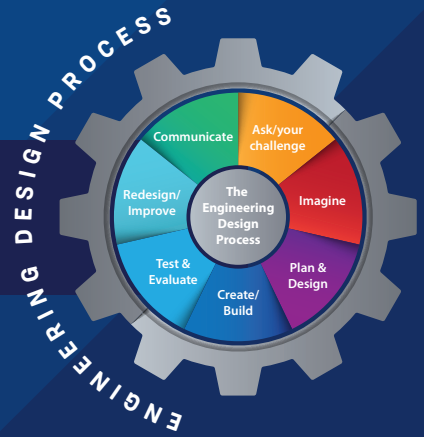 ENGINEERING DESIGN PROCESS
The
Engineering
Design
Process
Ask/your
challenge
Imagine
Plan &
Design
Create/
Build
Test &
Evaluate
Redesign/
Improve
Communicate